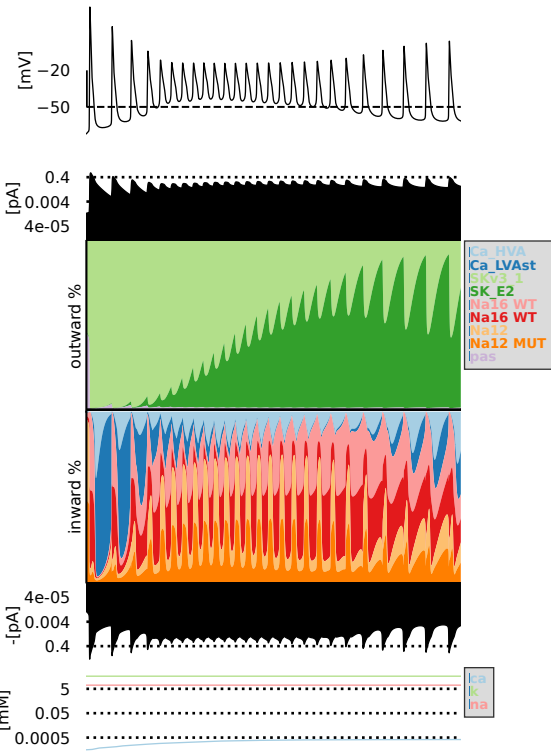 [mV]
−20
−50
[pA]
0.4
0.004
4e-05
outward %
Ca_HVA
Ca_LVAst
SKv3_1
SK_E2
Na16 WT
Na16 WT
Na12
Na12 MUT
pas
inward %
4e-05
0.004
0.4
-[pA]
[mM]
5
0.05
0.0005
ca
k
na